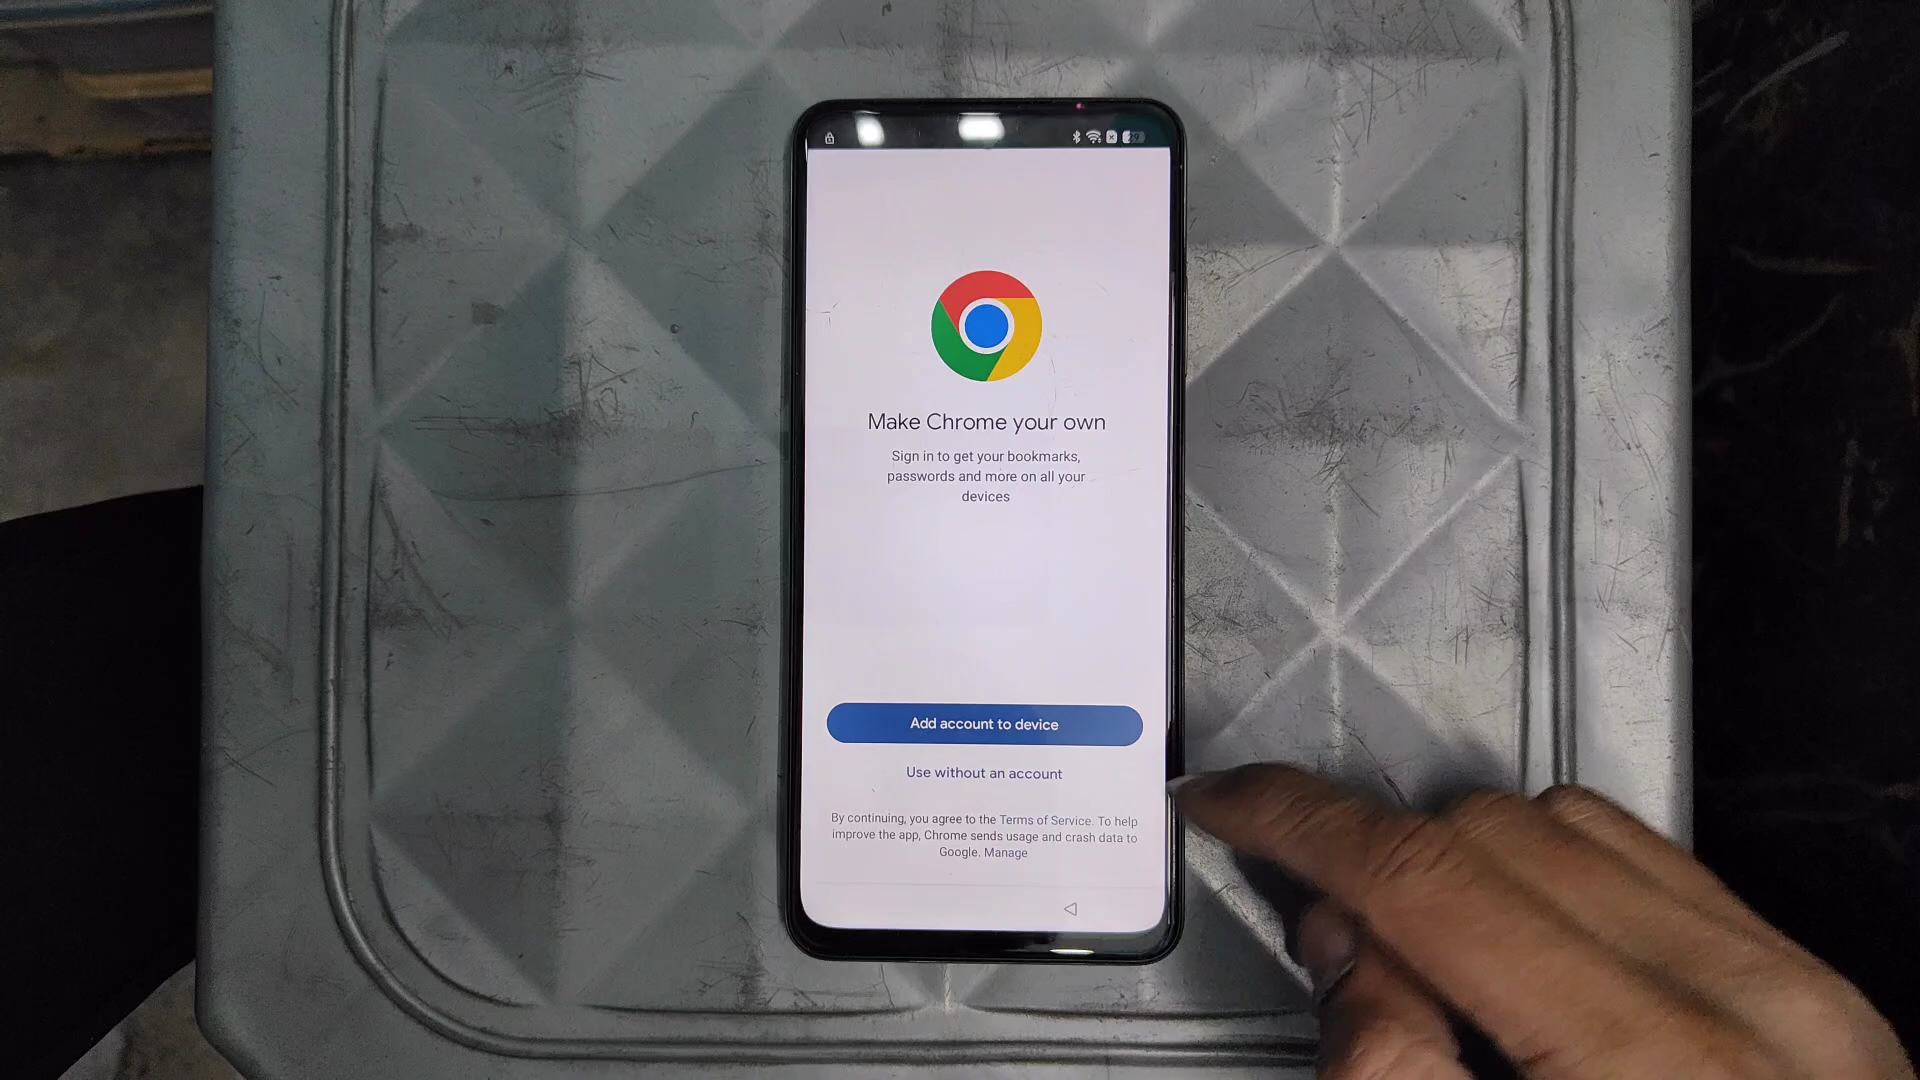 Make Chrome your own
Sign in to get your bookmarks,
passwords and more on all your
devices
Add account to device
Use without an account
By continuing, you agree to the Terms of Service. To help
improve the app, Chrome sends usage and crash data to
Google. Manage